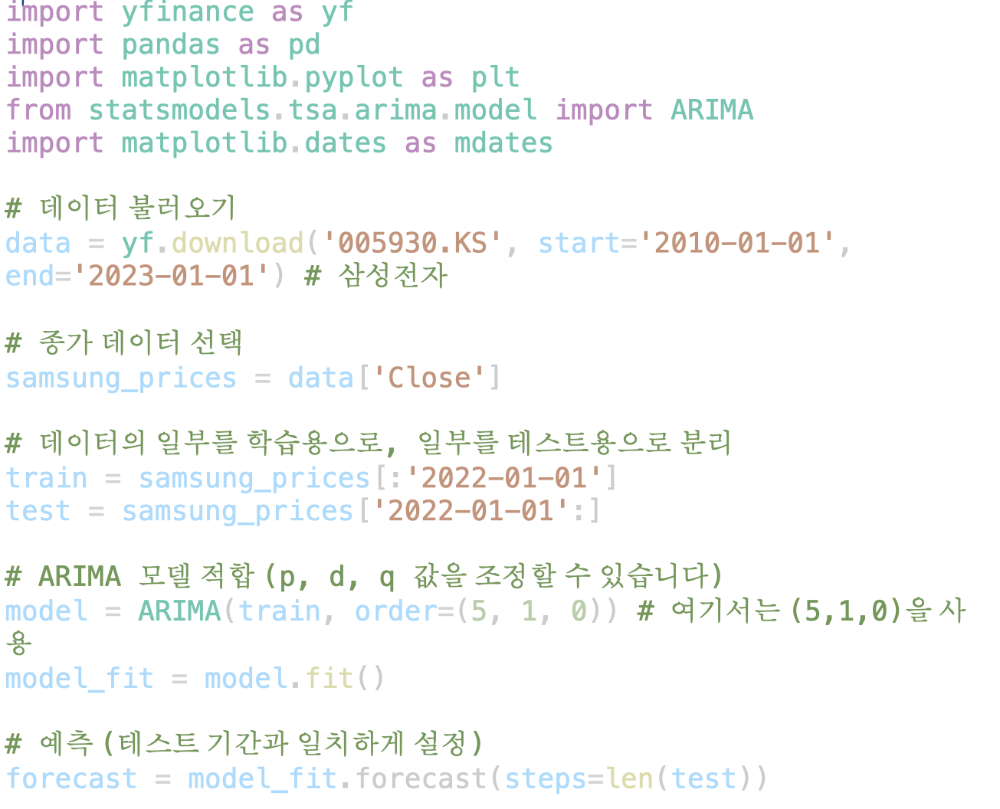 import yfinance as yf
import pandas as pd
import matplotlib.pyplot as plt
from statsmodels.tsa.arima.model import ARIMA
import matplotlib.dates as mdates
# 데이터 불러오기
data = yf.download('005930.KS', start='2010-01-01',
end='2023-01-01') # 삼성전자
# 종가 데이터 선택
samsung_prices = data['Close']
# 데이터의 일부를 학습용으로, 일부를 테스트용으로 분리
train = samsung_prices[:'2022-01-01']
test = samsung_prices['2022-01-01':]
# ARIMA 모델 적합 (p, d, q 값을 조정할 수 있습니다)
model = ARIMA(train, order=(5, 1, 0)) # 여기서는 (5,1,0)을 사
용
model_fit = model.fit()
# 예측 (테스트 기간과 일치하게 설정)
forecast = model_fit.forecast(steps=len(test))